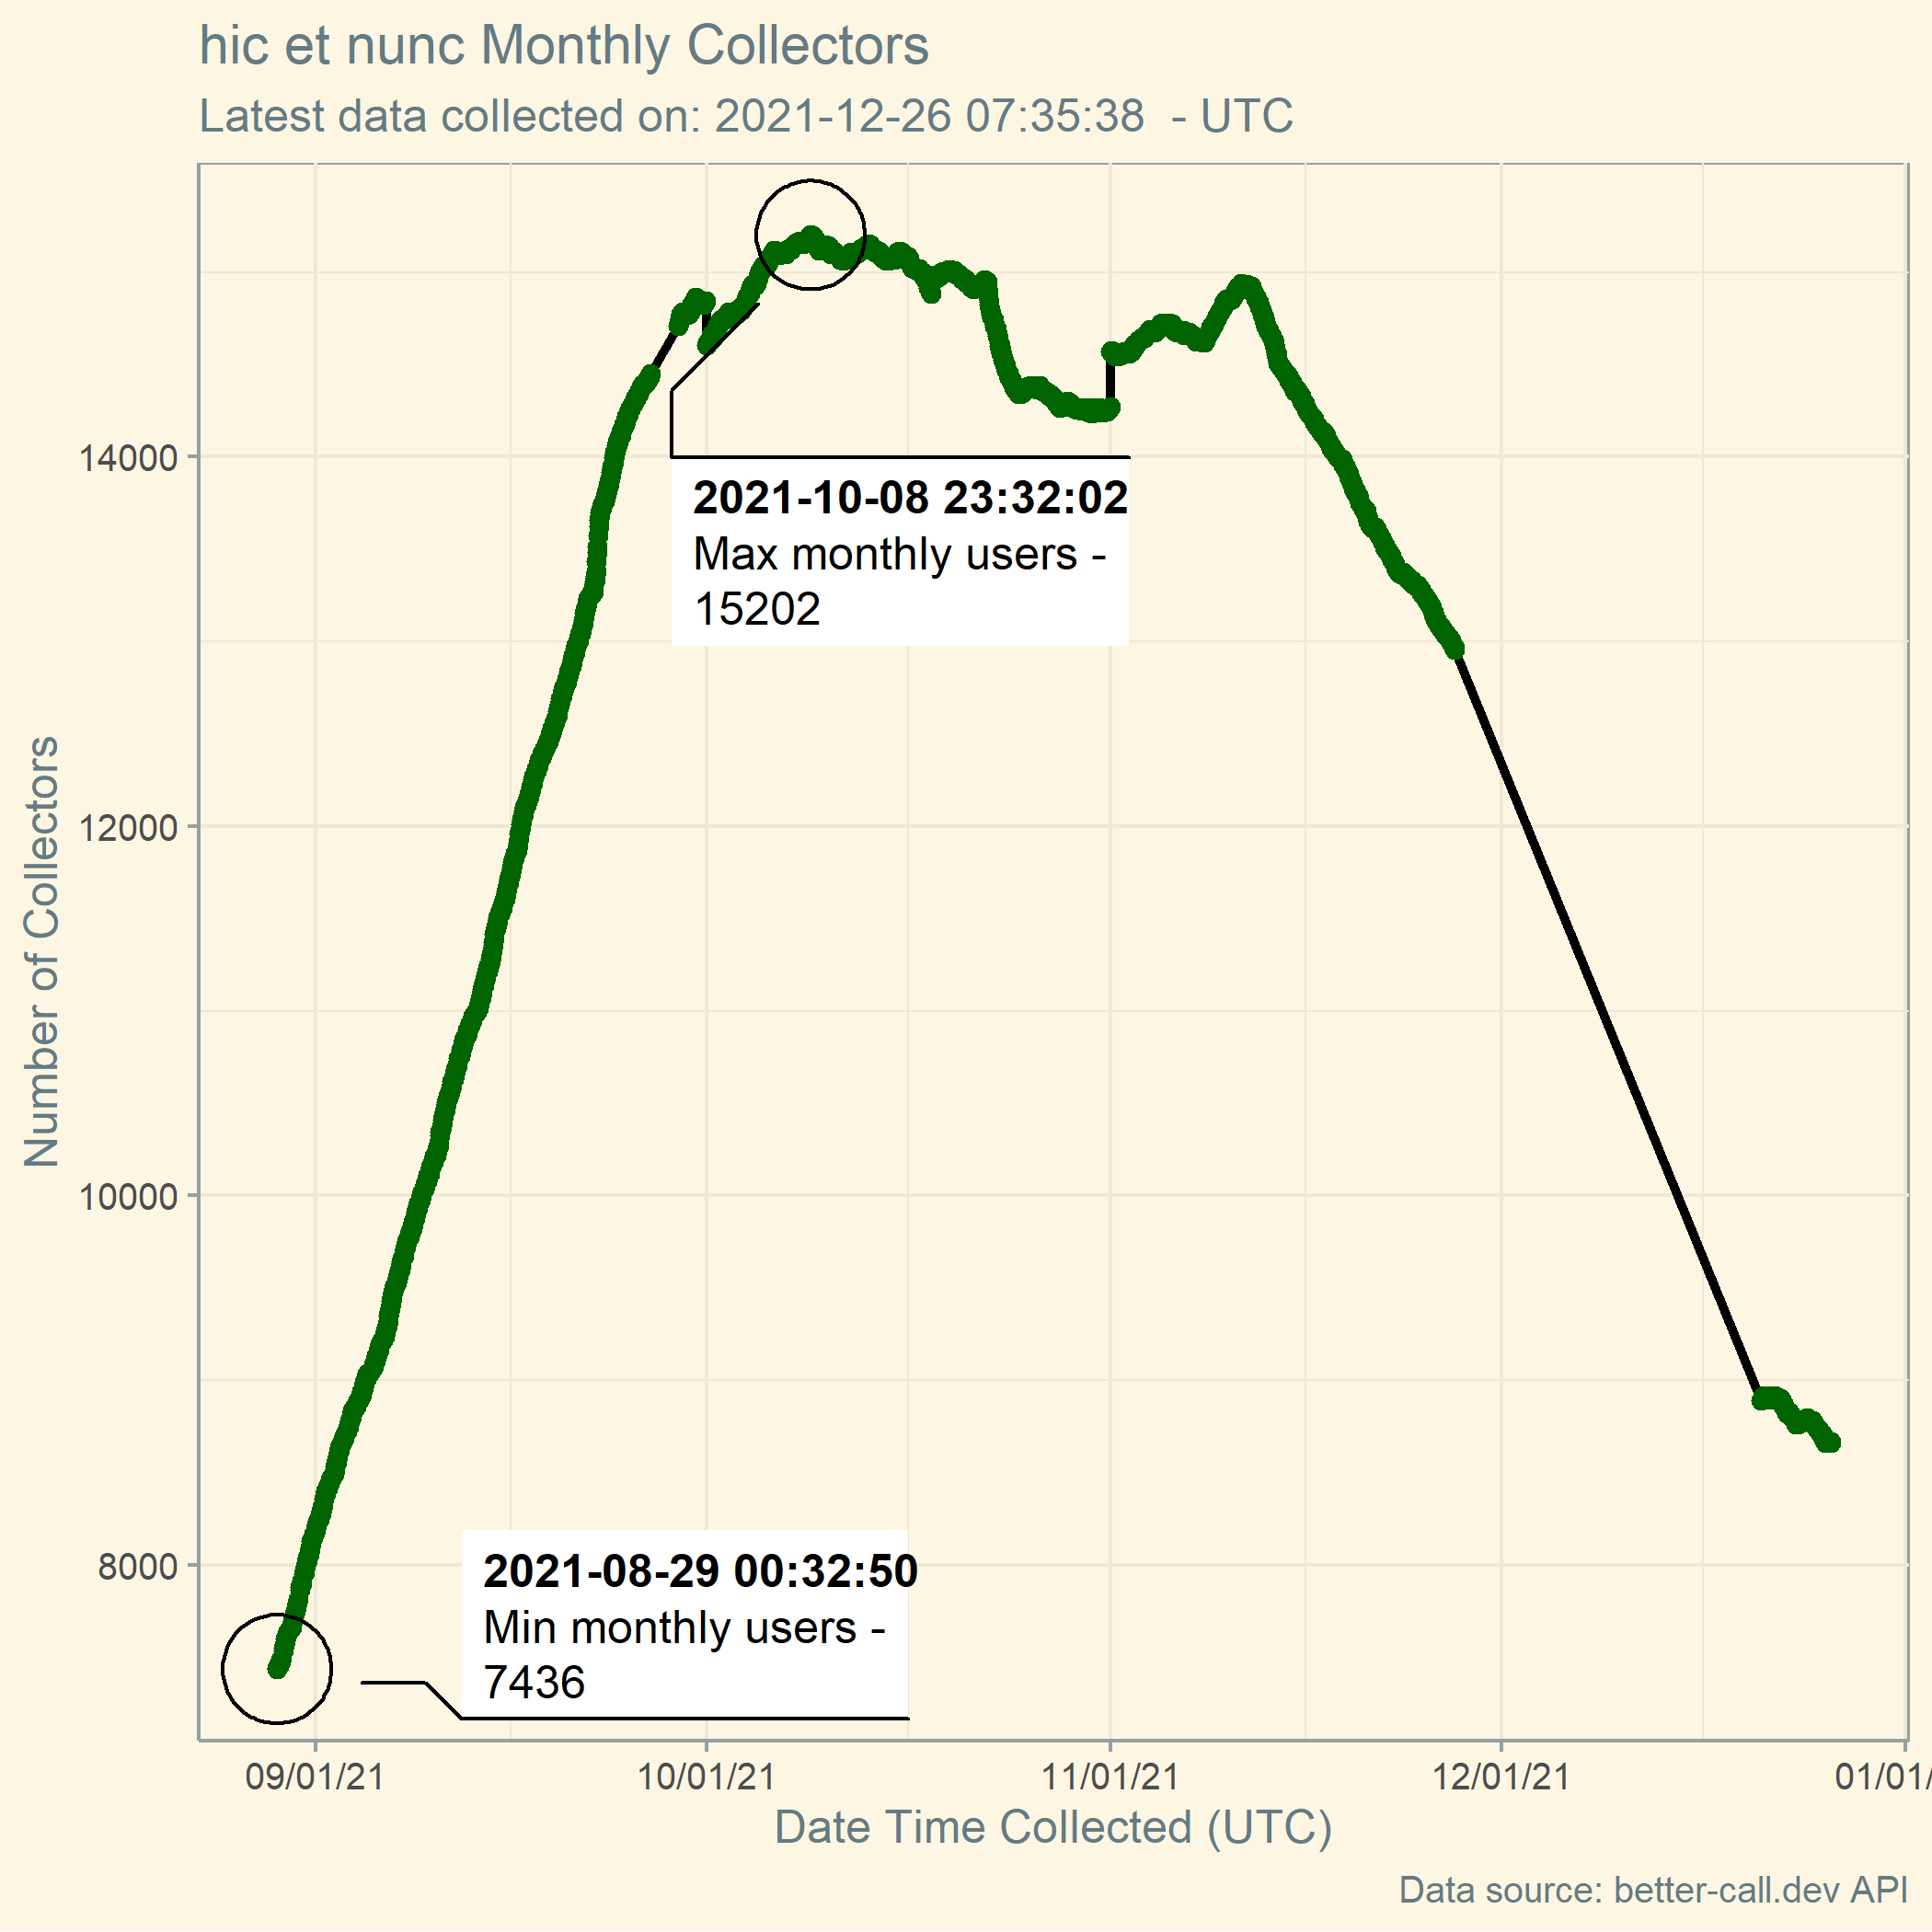 hic et nunc Monthly Collectors
Latest data collected on: 2021-12-26 07:35:38  - UTC
Number of Collectors
14000
12000
10000
8000
2021-10-08 23:32:02
Max monthly users -
15202
2021-08-29 00:32:50
Min monthly users -
7436
09/01/21
10/01/21
11/01/21
12/01/21
01/01/
Date Time Collected (UTC)
Data source: better-call.dev API